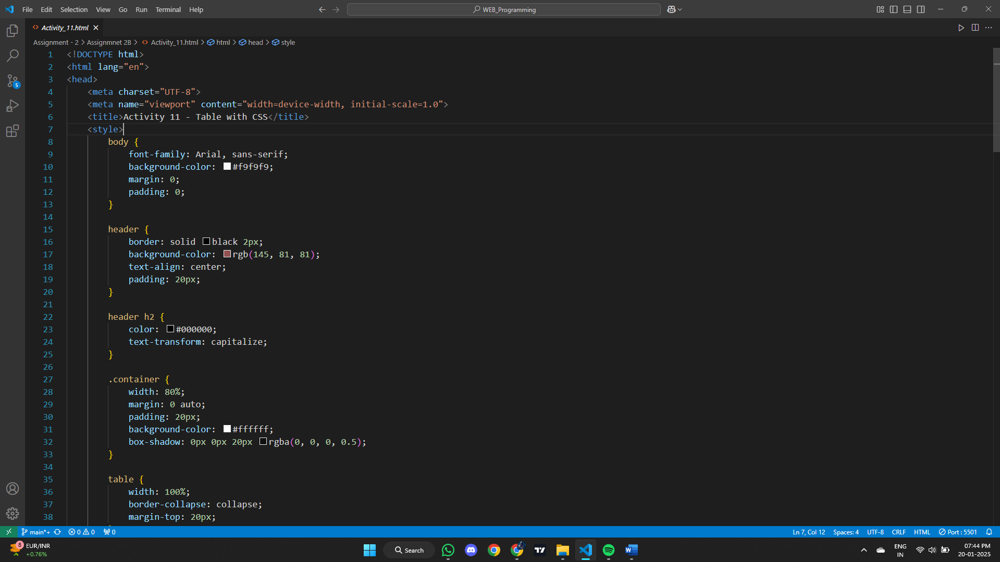 File Edit Selection View Go Run Terminal Help WEB_Programming
Activity_11.html
Assignment - 2 > Assignmnet 2B > Activity_11.html > html > head > style
1 <!DOCTYPE html>
2 <html lang="en">
3 <head>
4 <meta charset="UTF-8">
5 <meta name="viewport" content="width=device-width, initial-scale=1.0">
6 <title>Activity 11 - Table with CSS</title>
7 <style>
8 body {
9 font-family: Arial, sans-serif;
10 background-color: #f9f9f9;
11 margin: 0;
12 padding: 0;
13 }
14
15 header {
16 border: solid black 2px;
17 background-color: rgb(145, 81, 81);
18 text-align: center;
19 padding: 20px;
20 }
21
22 header h2 {
23 color: #000000;
24 text-transform: capitalize;
25 }
26
27 .container {
28 width: 80%;
29 margin: 0 auto;
30 padding: 20px;
31 background-color: #ffffff;
32 box-shadow: 0px 0px 20px rgba(0, 0, 0, 0.5);
33 }
34
35 table {
36 width: 100%;
37 border-collapse: collapse;
38 margin-top: 20px;
5
main*+ 0 0 0 Ln 7, Col 12 Spaces: 4 UTF-8 CRLF HTML Port : 5501
8 EUR/INR
+0.76%
Search
ENG
IN
07:44 PM
20-01-2025